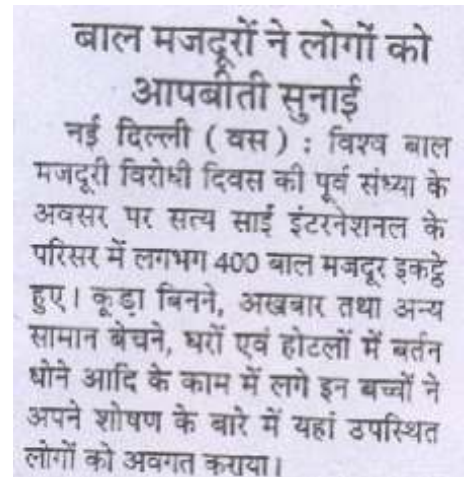 बाल मजदूरों ने लोगों को
आपबीती सुनाई
नई दिल्ली ( वस ) : विश्व बाल
मजदूरी विरोधी दिवस की पूर्व संध्या के
अवसर पर सत्य साई इंटरनेशनल के
परिसर में लगभग 400 बाल मजदूर इकट्ठे
हुए। कूड़ा बिनने, अखबार तथा अन्य
सामान बेचने, घरों एवं होटलों में बर्तन
धोने आदि के काम में लगे इन बच्चों ने
अपने शोषण के बारे में यहां उपस्थित
लोगों को अवगत कराया।